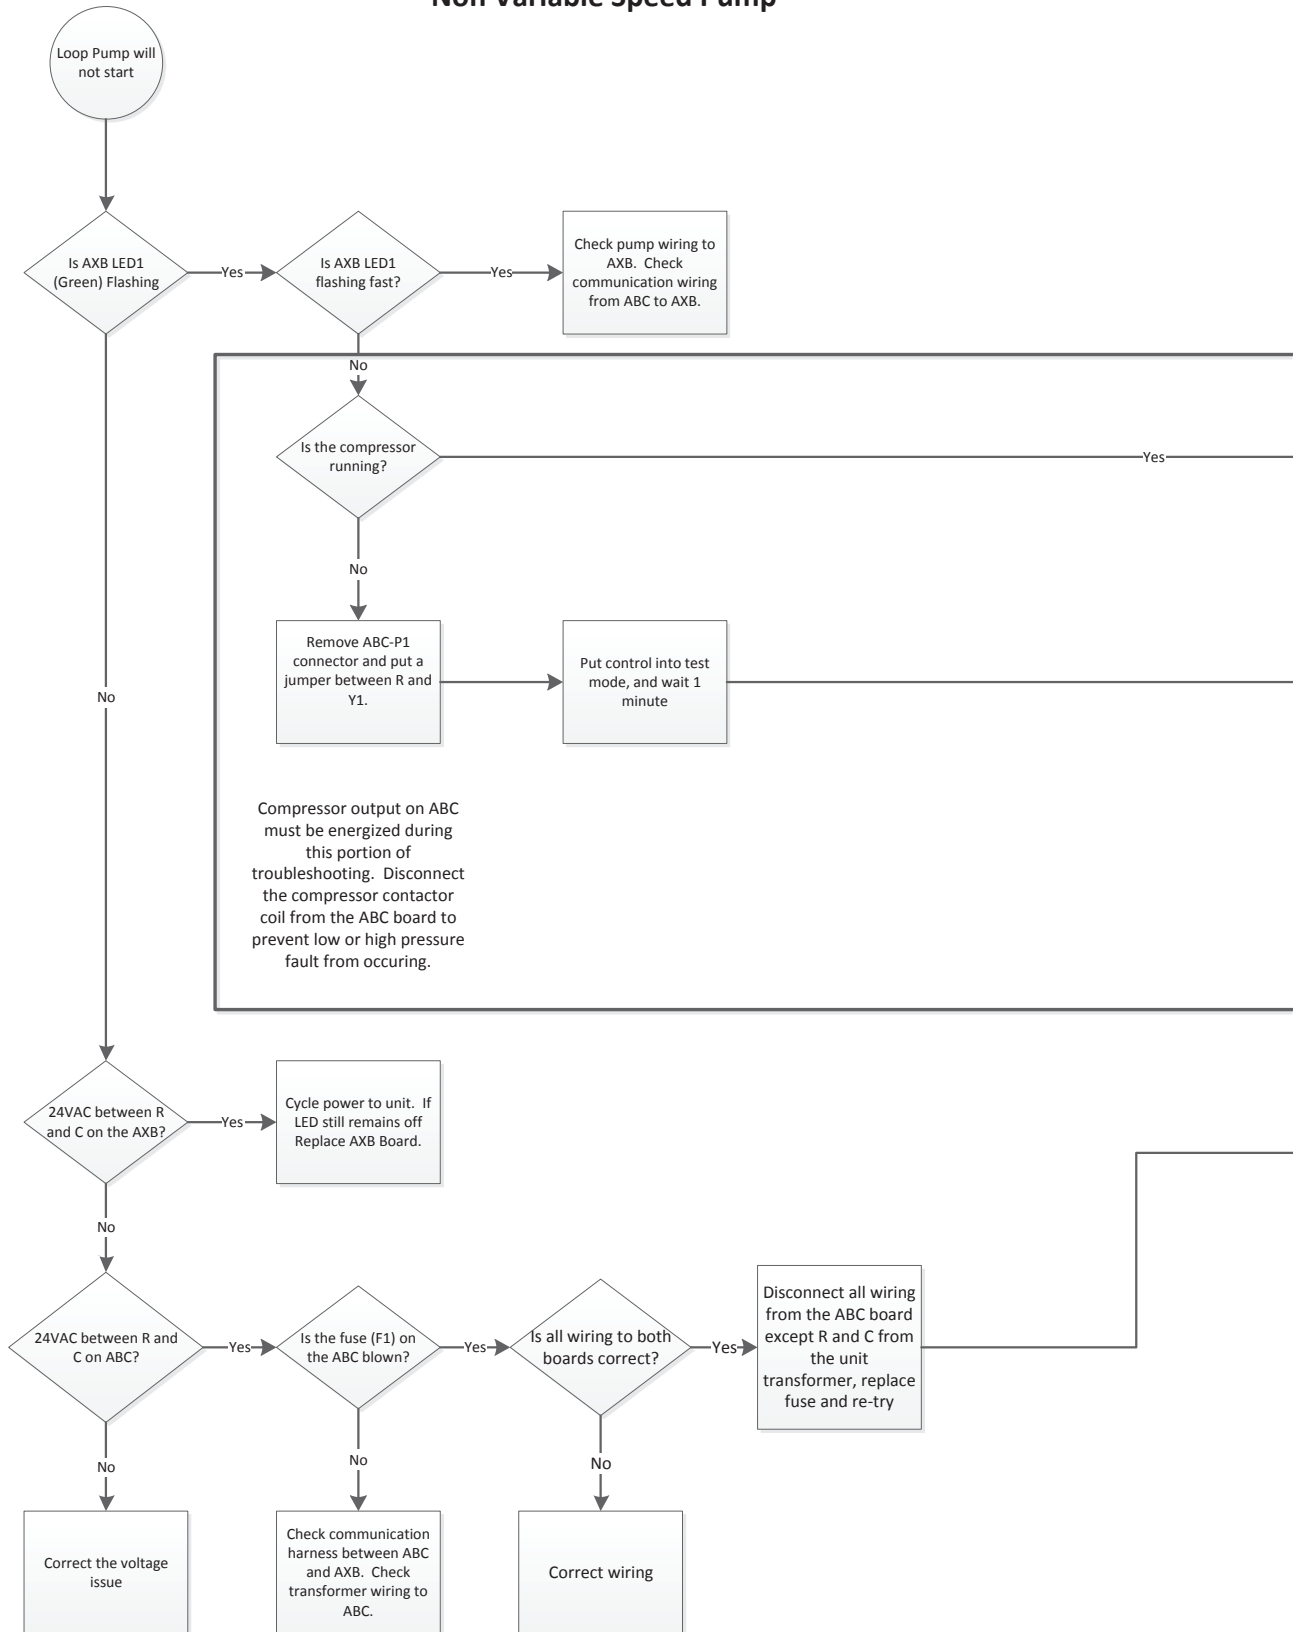 Non Variable Speed Pump
Loop Pump will
not start
Is AXB LED1
(Green) Flashing
Yes
Is AXB LED1
flashing fast?
Yes
Check pump wiring to
AXB. Check
communication wiring
from ABC to AXB.
No
Is the compressor
running?
Yes
No
Remove ABC-P1
connector and put a
jumper between R and
Y1.
Put control into test
mode, and wait 1
minute
No
Compressor output on ABC
must be energized during
this portion of
troubleshooting. Disconnect
the compressor contactor
coil from the ABC board to
prevent low or high pressure
fault from occuring.
24VAC between R
and C on the AXB?
Yes
Cycle power to unit. If
LED still remains off
Replace AXB Board.
No
24VAC between R and
C on ABC?
Yes
Is the fuse (F1) on
the ABC blown?
Yes
Is all wiring to both
boards correct?
Yes
Disconnect all wiring
from the ABC board
except R and C from
the unit
transformer, replace
fuse and re-try
No
No
No
Correct the voltage
issue
Check communication
harness between ABC
and AXB. Check
transformer wiring to
ABC.
Correct wiring